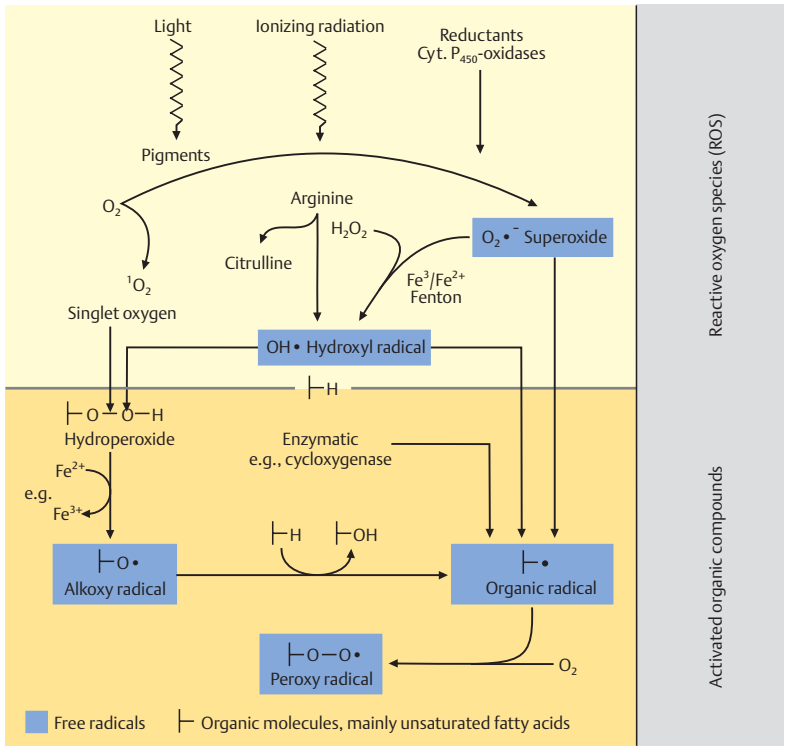 Light
Ionizing radiation
Reductants
Cyt. P₄₅₀-oxidases
Pigments
O₂
Arginine
H₂O₂
O₂•⁻ Superoxide
Citrulline
¹O₂
Singlet oxygen
Fe³/Fe²⁺
Fenton
OH• Hydroxyl radical
H
O–O–H
Hydroperoxide
Enzymatic
e.g., cycloxygenase
Fe²⁺
e.g.
Fe³⁺
H
OH
O•
Alkoxy radical
•
Organic radical
O–O•
Peroxy radical
O₂
Free radicals
Organic molecules, mainly unsaturated fatty acids
Reactive oxygen species (ROS)
Activated organic compounds